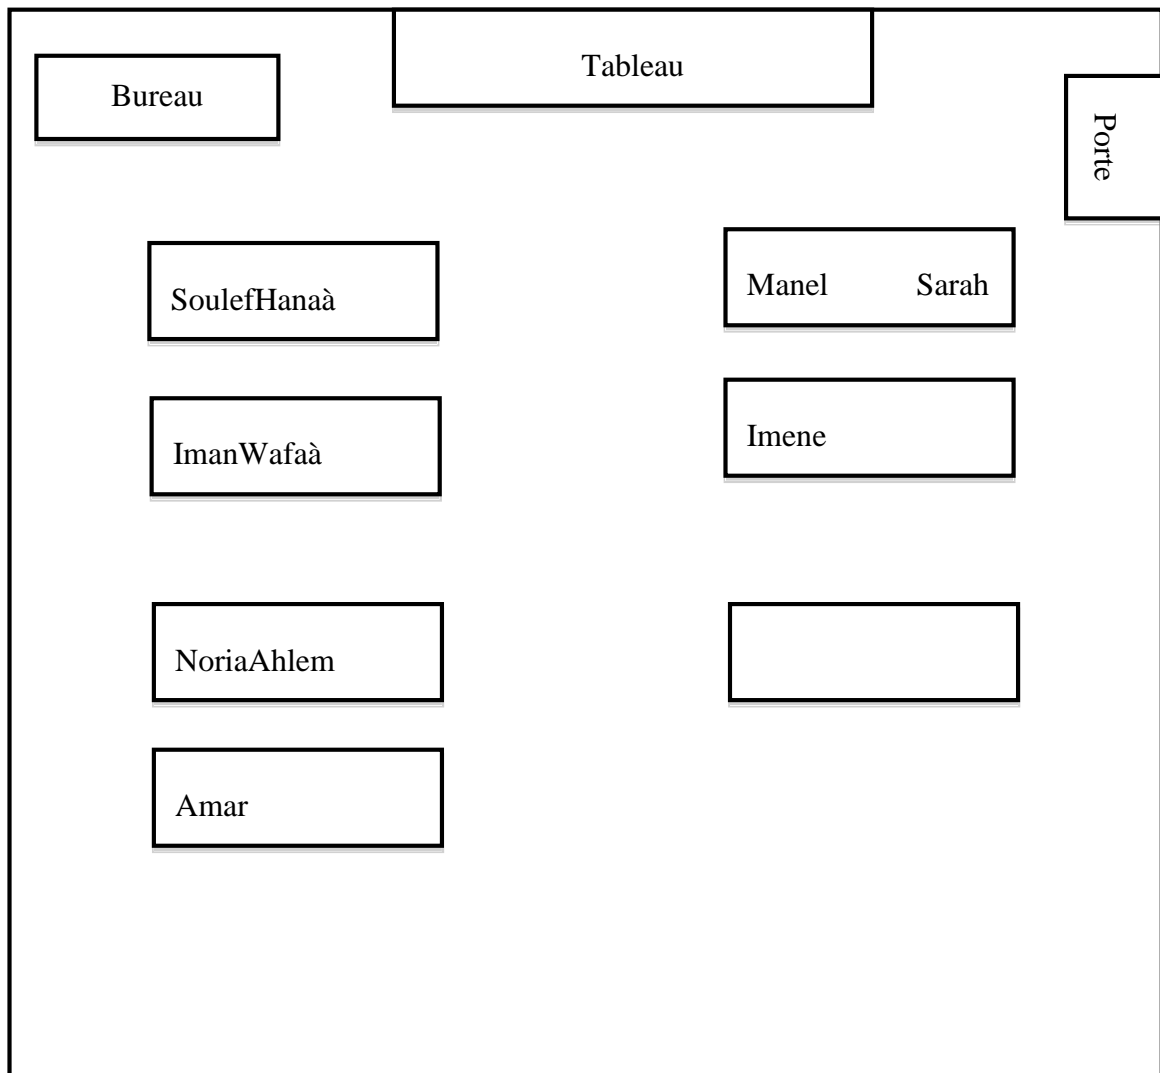 Tableau
Bureau
Porte
SoulefHanaà
Manel Sarah
ImanWafaà
Imene
NoriaAhlem
Amar